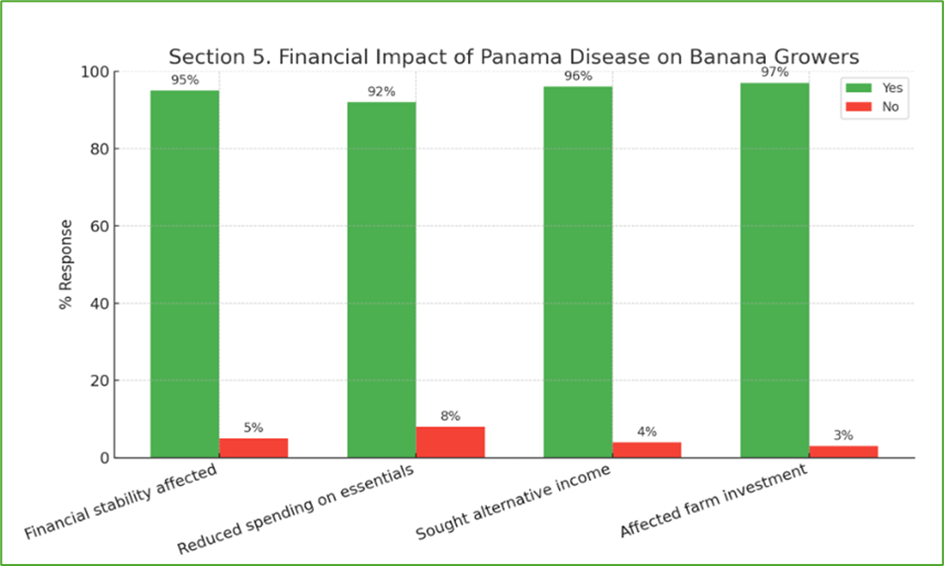 Section 5. Financial Impact of Panama Disease on Banana Growers
% Response
100
80
60
40
20
0
95%
5%
92%
8%
96%
4%
97%
3%
Yes
No
Financial stability affected
Reduced spending on essentials
Sought alternative income
Affected farm investment